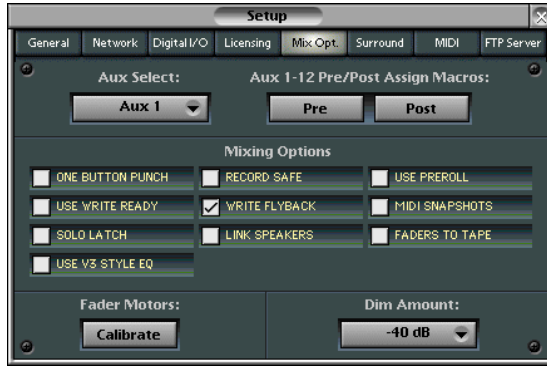 Setup
General Network Digital I/O Licensing Mix Opt. Surround MIDI FTP Server
Aux Select: Aux 1-12 Pre/Post Assign Macros:
Aux 1 Pre Post
Mixing Options
ONE BUTTON PUNCH RECORD SAFE USE PREROLL
USE WRITE READY WRITE FLYBACK MIDI SNAPSHOTS
SOLO LATCH LINK SPEAKERS FADERS TO TAPE
USE V3 STYLE EQ
Fader Motors: Dim Amount:
Calibrate -40 dB